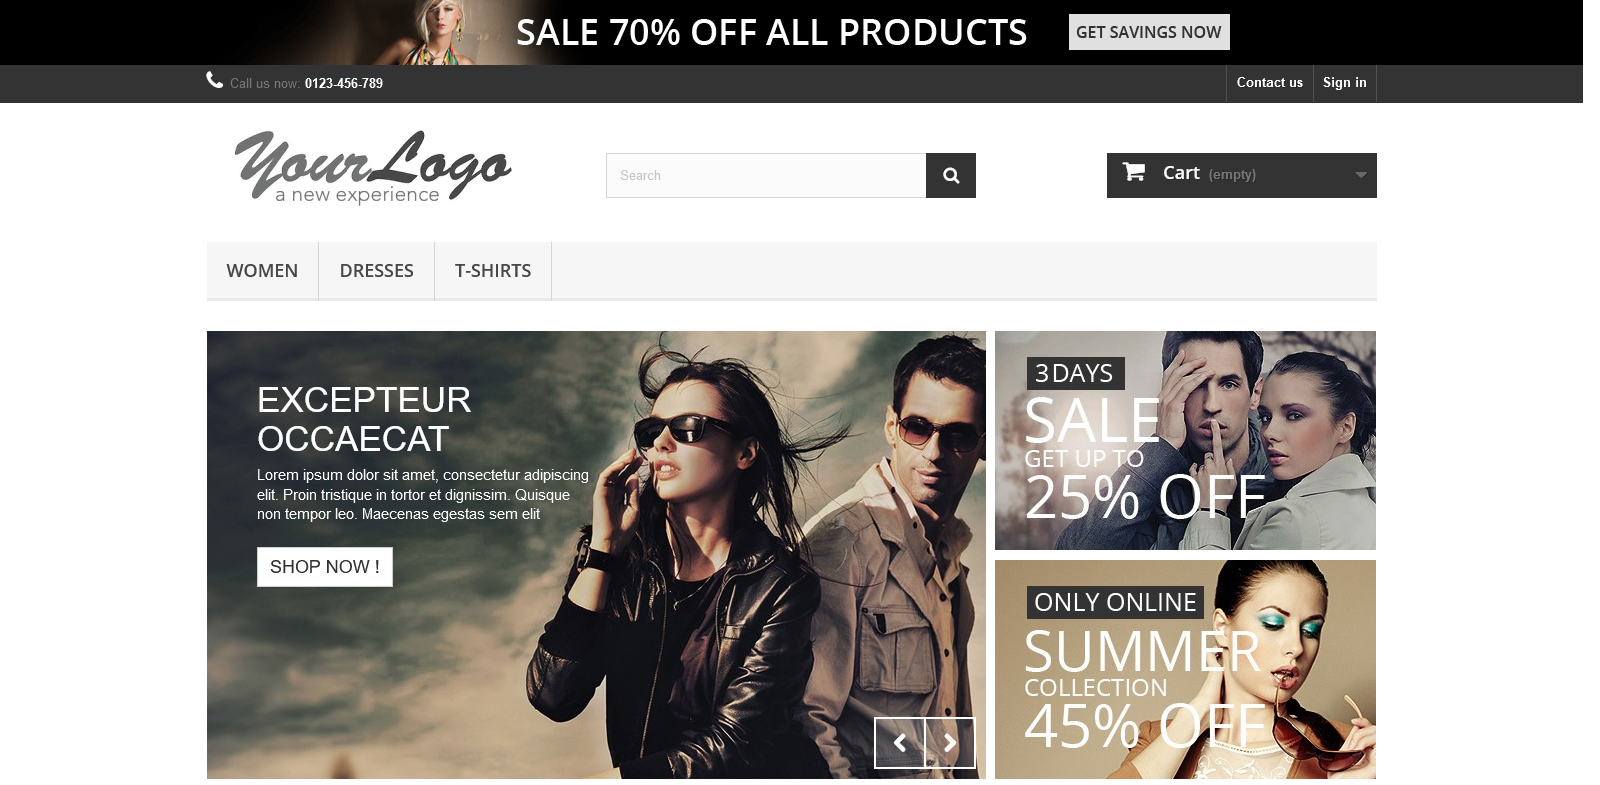 SALE 70% OFF ALL PRODUCTS
GET SAVINGS NOW
Call us now: 0123-456-789
Contact us
Sign in
YourLogo
a new experience
Search
Cart (empty)
WOMEN
DRESSES
T-SHIRTS
EXCEPTEUR
OCCAECAT
Lorem ipsum dolor sit amet, consectetur adipiscing
elit. Proin tristique in tortor et dignissim. Quisque
non tempor leo. Maecenas egestas sem elit
SHOP NOW !
3 DAYS
SALE
GET UP TO
25% OFF
ONLY ONLINE
SUMMER
COLLECTION
45% OFF